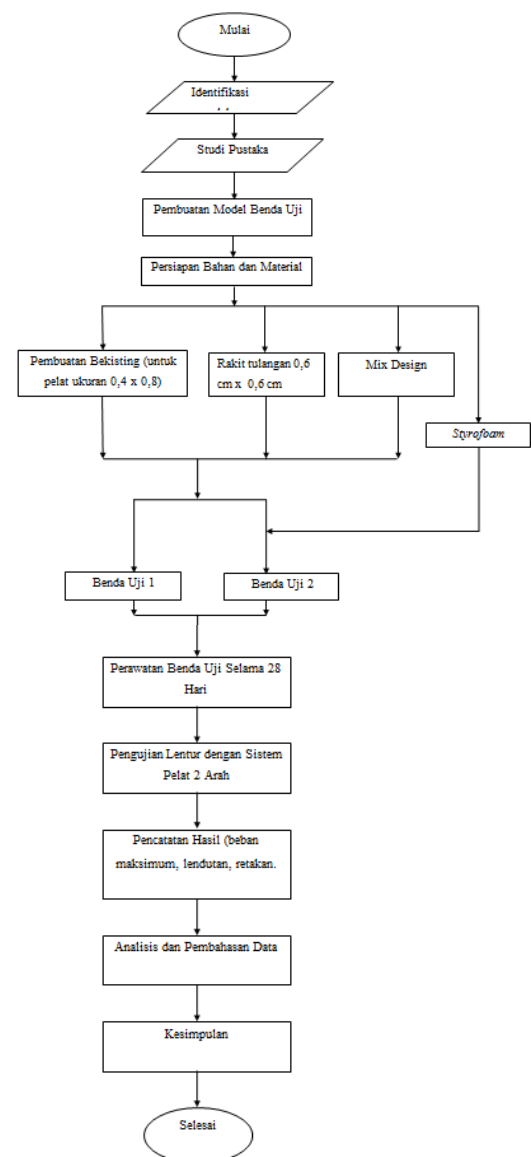 Mulai
Identifikasi
Studi Pustaka
Pembuatan Model Benda Uji
Persiapan Bahan dan Material
Pembuatan Bekisting (untuk
pelat ukuran 0,4 x 0,8)
Rakit tulangan 0,6
cm x 0,6 cm
Mix Design
Styrofoam
Benda Uji 1
Benda Uji 2
Perawatan Benda Uji Selama 28
Hari
Pengujian Lentur dengan Sistem
Pelat 2 Arah
Pencatatan Hasil (beban
maksimum, lendutan, retakan.
Analisis dan Pembahasan Data
Kesimpulan
Selesai